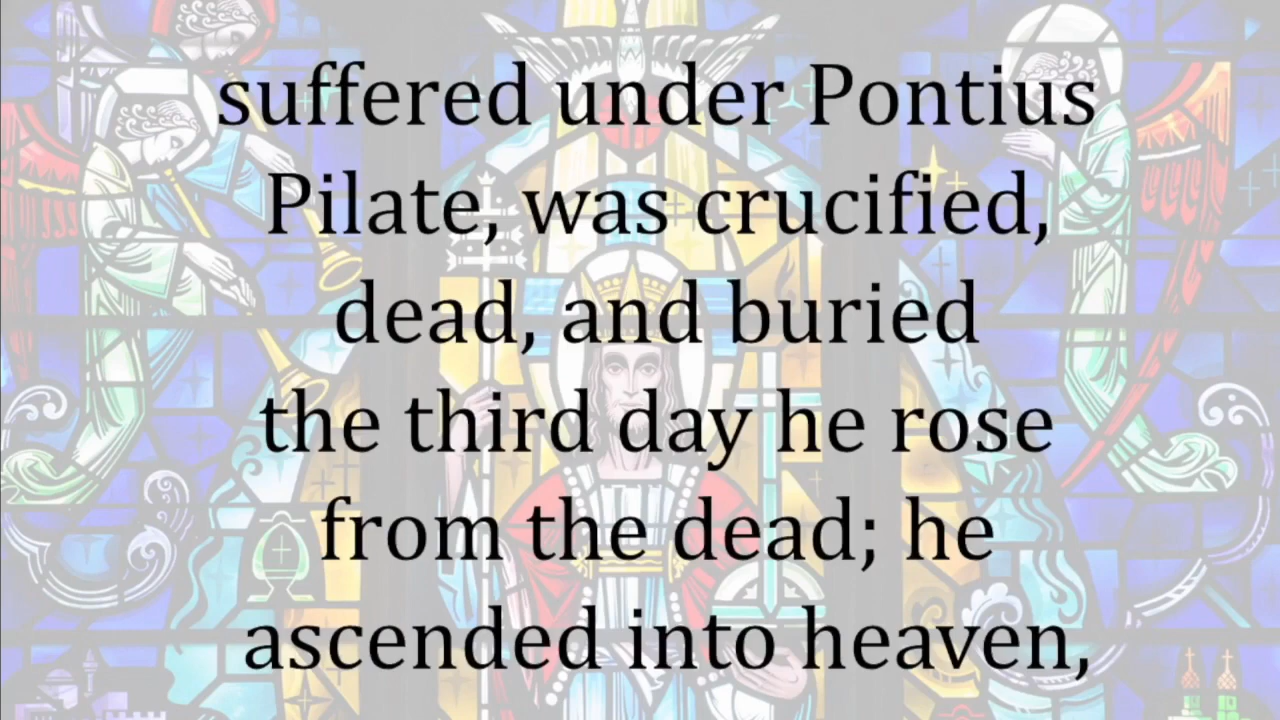 suffered under Pontius
Pilate, was crucified,
dead, and buried
the third day he rose
from the dead; he
ascended into heaven,